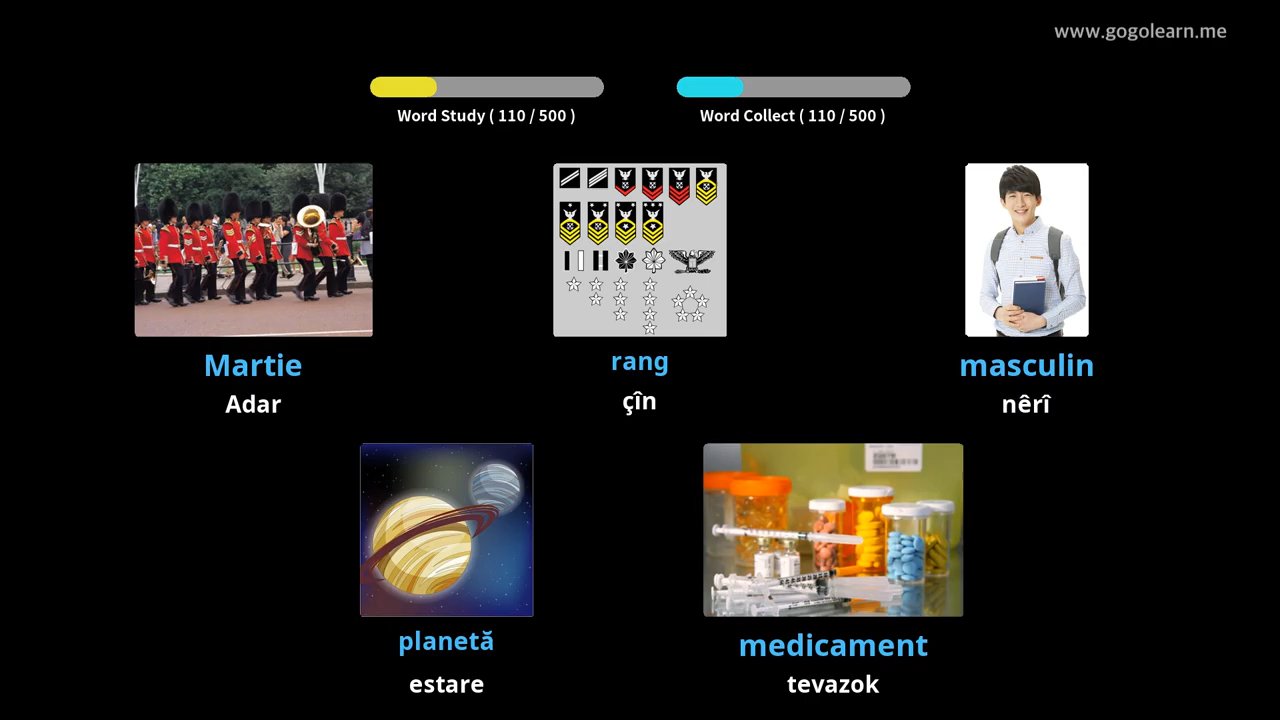 www.gogolearn.me
Word Study ( 110 / 500 )
Word Collect ( 110 / 500 )
Martie
rang
masculin
Adar
çîn
nêrî
planetă
medicament
estare
tevazok